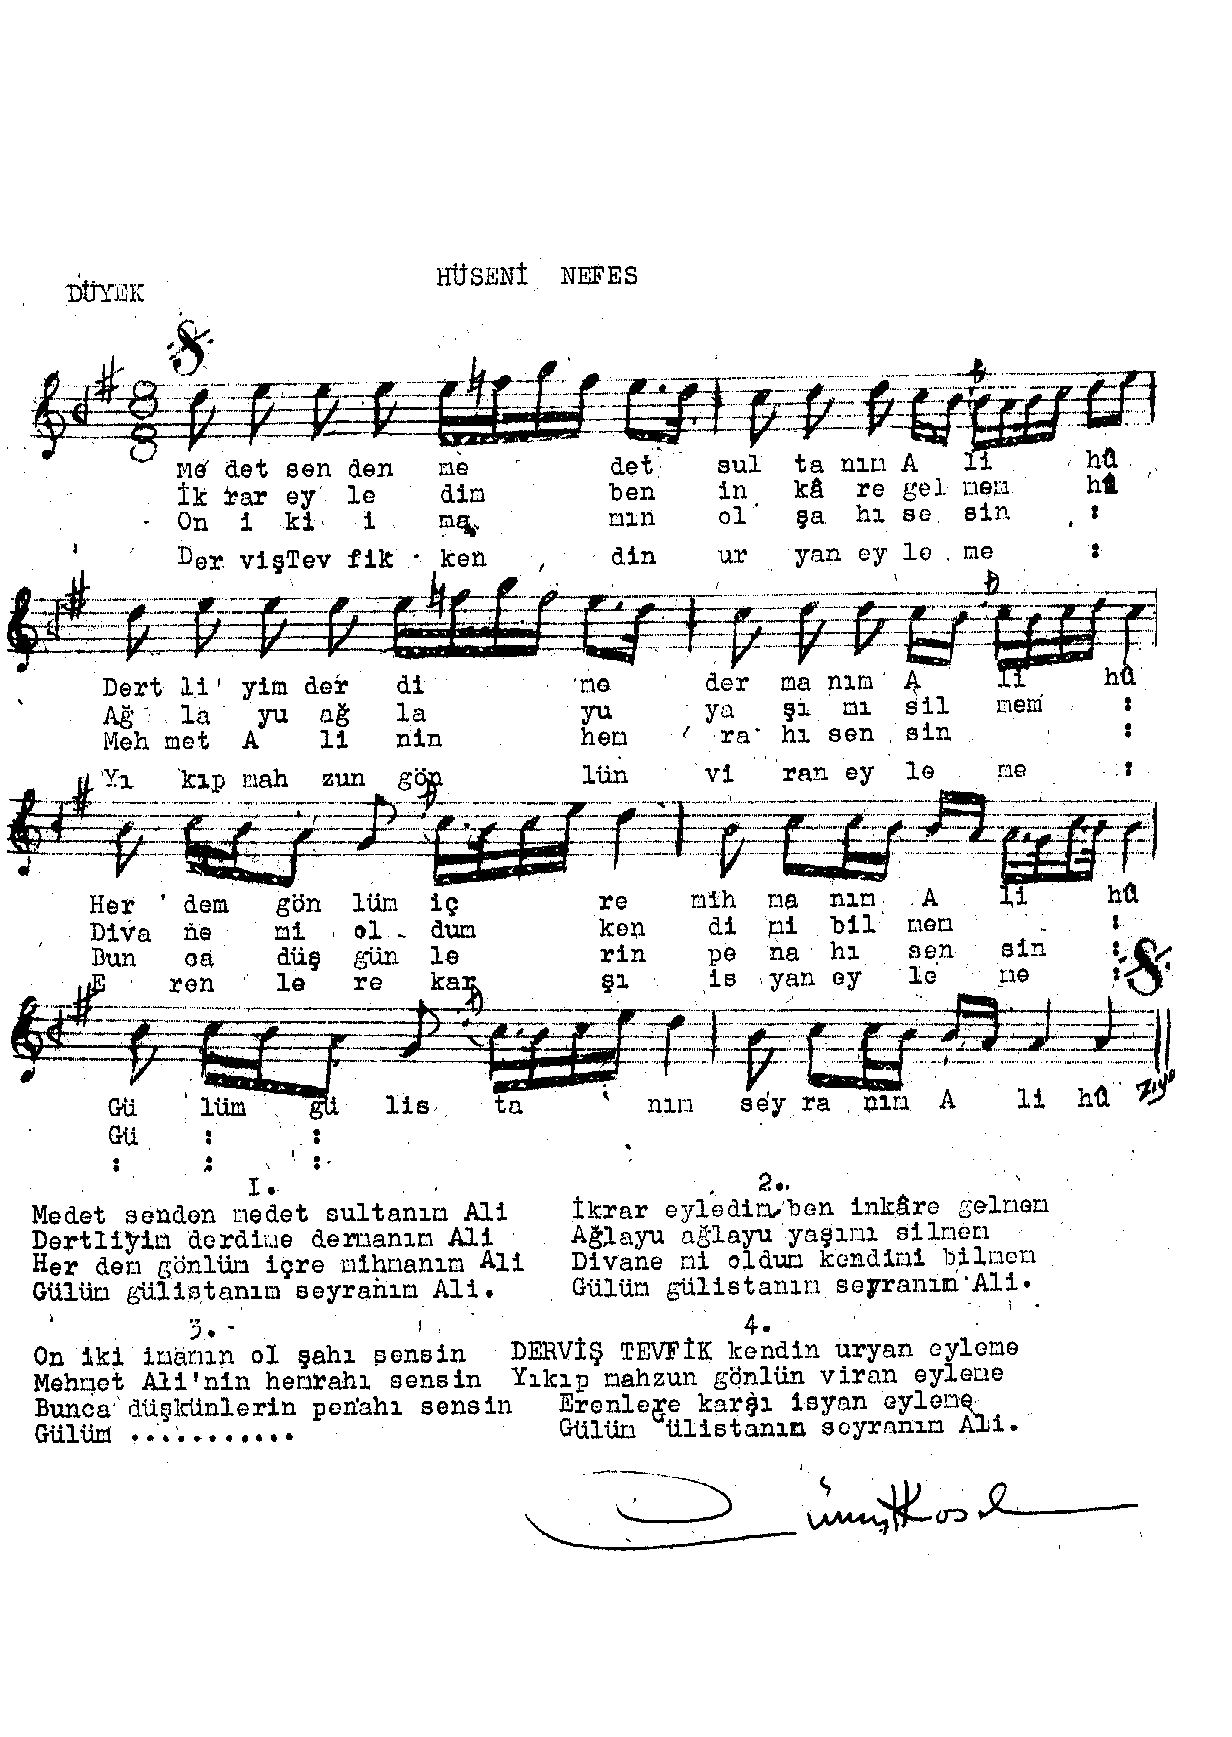 HÜSENİ NEFES
DÜYEK
Me det sen den me det sul ta nım A li hû
İk rar ey le dim ben in kâ re gel mem hû
On i ki i ma mın ol şa hı se sin :
Der vişTev fik ken din ur yan ey le me :
Dert li yim der di me der ma nım A li hû
Ağ la yu ağ la yu ya şı mı sil mem :
Meh met A li nin hem ra hı sen sin :
Yı kıp mah zun gön lün vi ran ey le me :
Her dem gön lüm iç re mih ma nım A li hû
Diva ne mi ol dum ken di mi bil mem :
Bun ca düş gün le rin pe na hı sen sin :
E ren le re kar şı is yan ey le me :
Gü lüm gü lis ta nım sey ra nım A li hû
Gü : :
: : :
1.
Medet senden medet sultanım Ali
Dertliyim derdime dermanım Ali
Her dem gönlüm içre mihmanım Ali
Gülüm gülistanım seyranım Ali.
2.
İkrar eyledim ben inkâre gelmem
Ağlayu ağlayu yaşımı silmem
Divane mi oldum kendimi bilmem
Gülüm gülistanım seyranım Ali.
3.
On iki imamın ol şahı sensin
Mehmet Ali'nin hemrahı sensin
Bunca düşkünlerin penahı sensin
Gülüm ...........
4.
DERVİŞ TEVFİK kendin uryan eyleme
Yıkıp mahzun gönlün viran eyleme
Erenlere karşı isyan eyleme
Gülüm Gülistanım seyranım Ali.